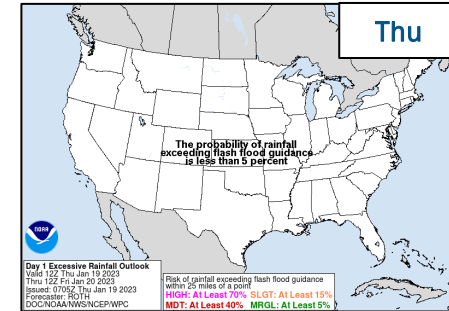 Thu
The probability of rainfall
exceeding flash flood guidance
is less than 5 percent
NOAA
Day 1 Excessive Rainfall Outlook
Valid 12Z Thu Jan 19 2023
Thru 12Z Fri Jan 20 2023
Issued: 0705Z Thu Jan 19 2023
Forecaster: ROTH
DOC/NOAA/NWS/NCEP/WPC
Risk of rainfall exceeding flash flood guidance
within 25 miles of a point
HIGH: At Least 70% SLGT: At Least 15%
MDT: At Least 40% MRGL: At Least 5%